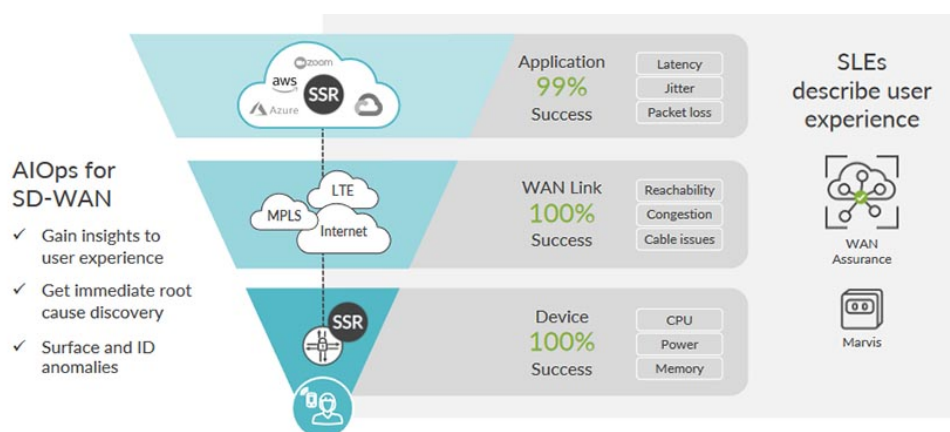 AIOps for
SD-WAN
✓ Gain insights to
user experience
✓ Get immediate root
cause discovery
✓ Surface and ID
anomalies
zoom
aws
SSR
Azure
Application
99%
Success
Latency
Jitter
Packet loss
LTE
MPLS
Internet
WAN Link
100%
Success
Reachability
Congestion
Cable issues
SSR
Device
100%
Success
CPU
Power
Memory
SLEs
describe user
experience
WAN
Assurance
Marvis